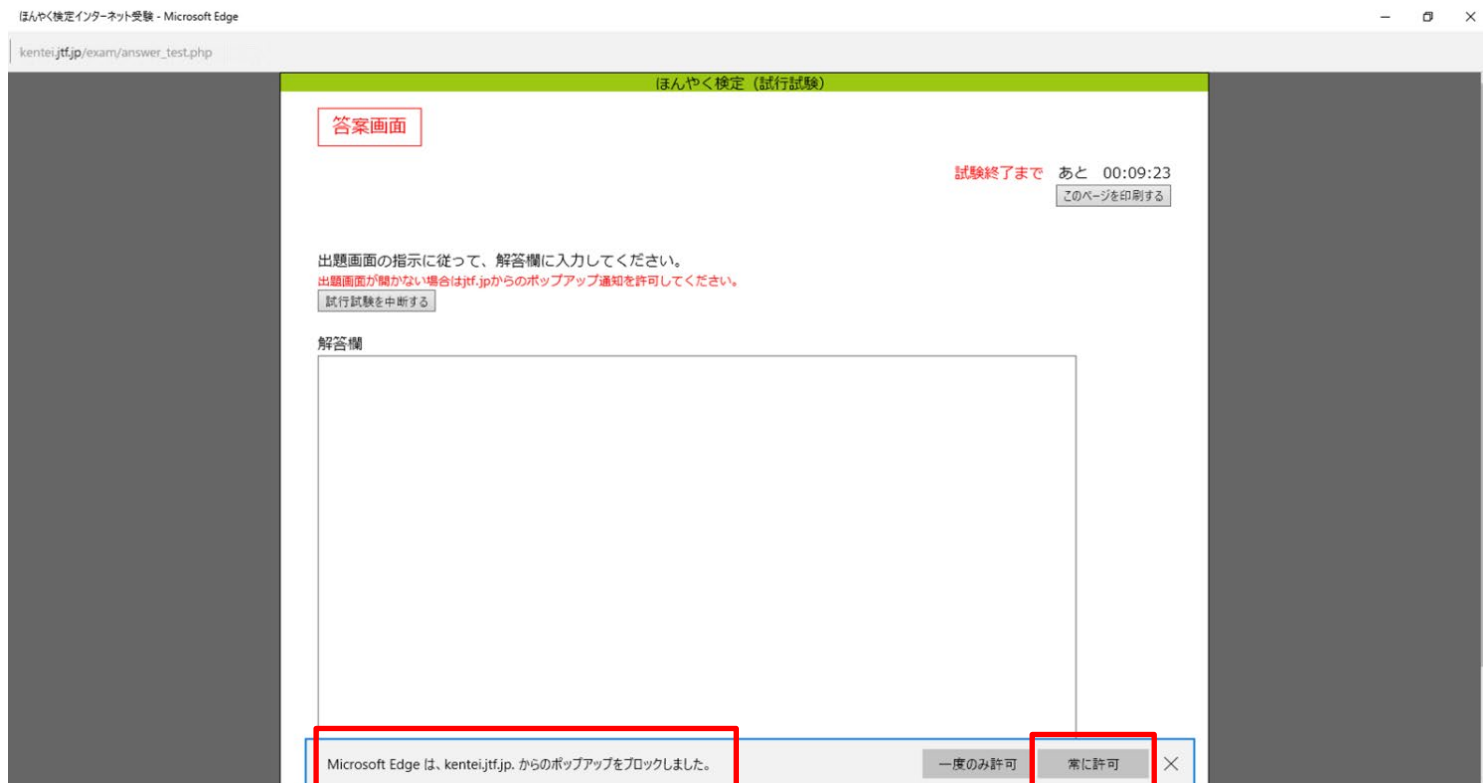 ほんやく検定インターネット受験 - Microsoft Edge
kentei.jtf.jp/exam/answer_test.php
ほんやく検定（試行試験）
答案画面
試験終了まで あと 00:09:23
このページを印刷する
出題画面の指示に従って、解答欄に入力してください。
出題画面が開かない場合はjtf.jpからのポップアップ通知を許可してください。
試行試験を中断する
解答欄
Microsoft Edge は、kentei.jtf.jp. からのポップアップをブロックしました。 一度のみ許可 常に許可